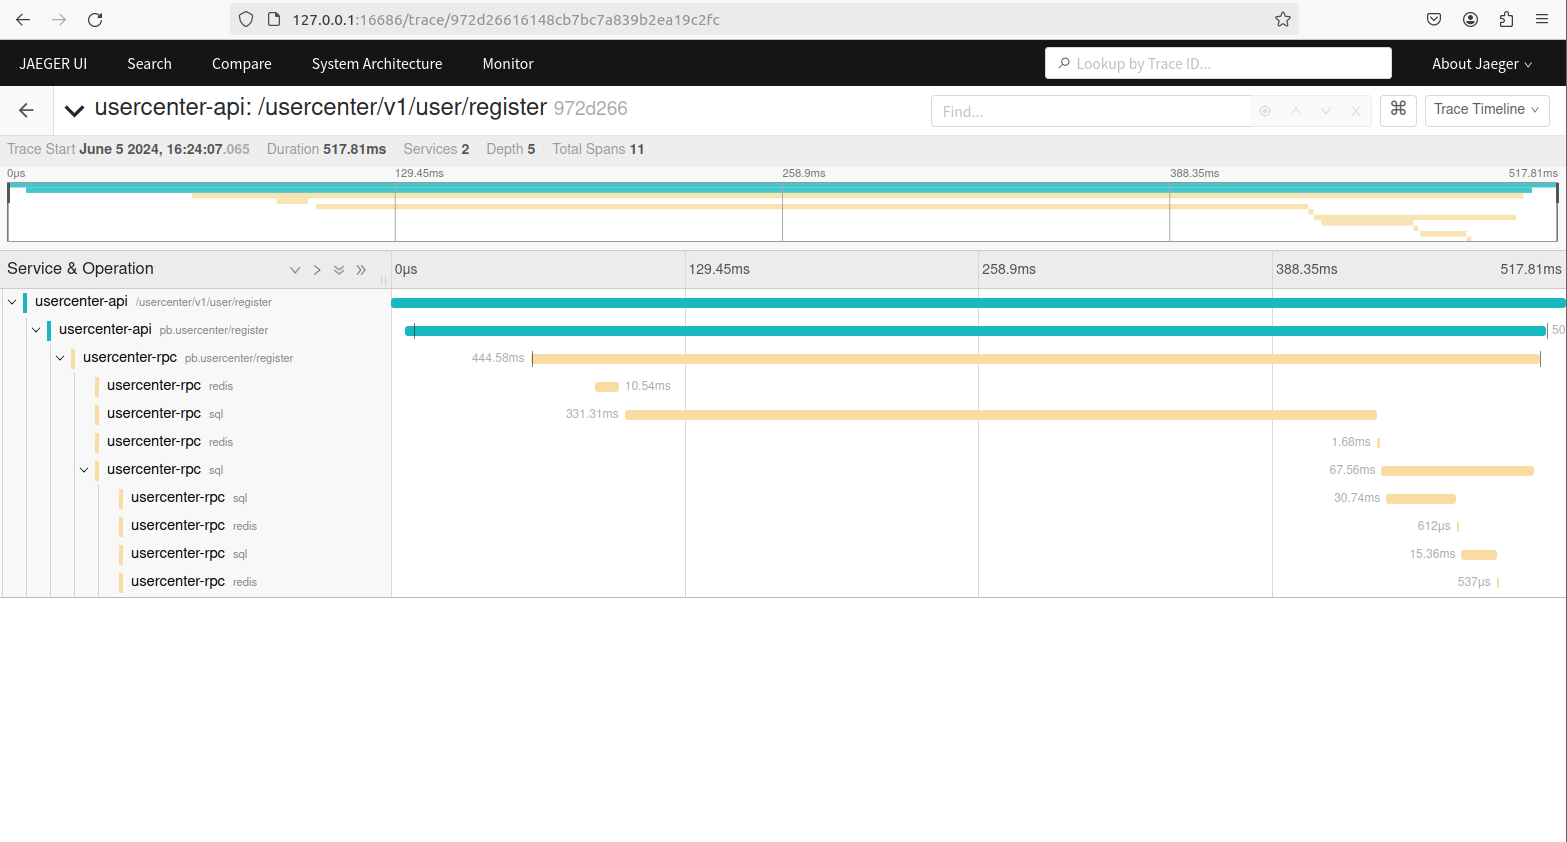 127.0.0.1:16686/trace/972d26616148cb7bc7a839b2ea19c2fc
JAEGER UI Search Compare System Architecture Monitor Lookup by Trace ID... About Jaeger
usercenter-api: /usercenter/v1/user/register 972d266 Find... ⌘ Trace Timeline
Trace Start June 5 2024, 16:24:07.065 Duration 517.81ms Services 2 Depth 5 Total Spans 11
0μs 129.45ms 258.9ms 388.35ms 517.81ms
Service & Operation 0μs 129.45ms 258.9ms 388.35ms 517.81ms
usercenter-api /usercenter/v1/user/register
usercenter-api pb.usercenter/register 50
usercenter-rpc pb.usercenter/register 444.58ms
usercenter-rpc redis 10.54ms
usercenter-rpc sql 331.31ms
usercenter-rpc redis 1.68ms
usercenter-rpc sql 67.56ms
usercenter-rpc sql 30.74ms
usercenter-rpc redis 612μs
usercenter-rpc sql 15.36ms
usercenter-rpc redis 537μs